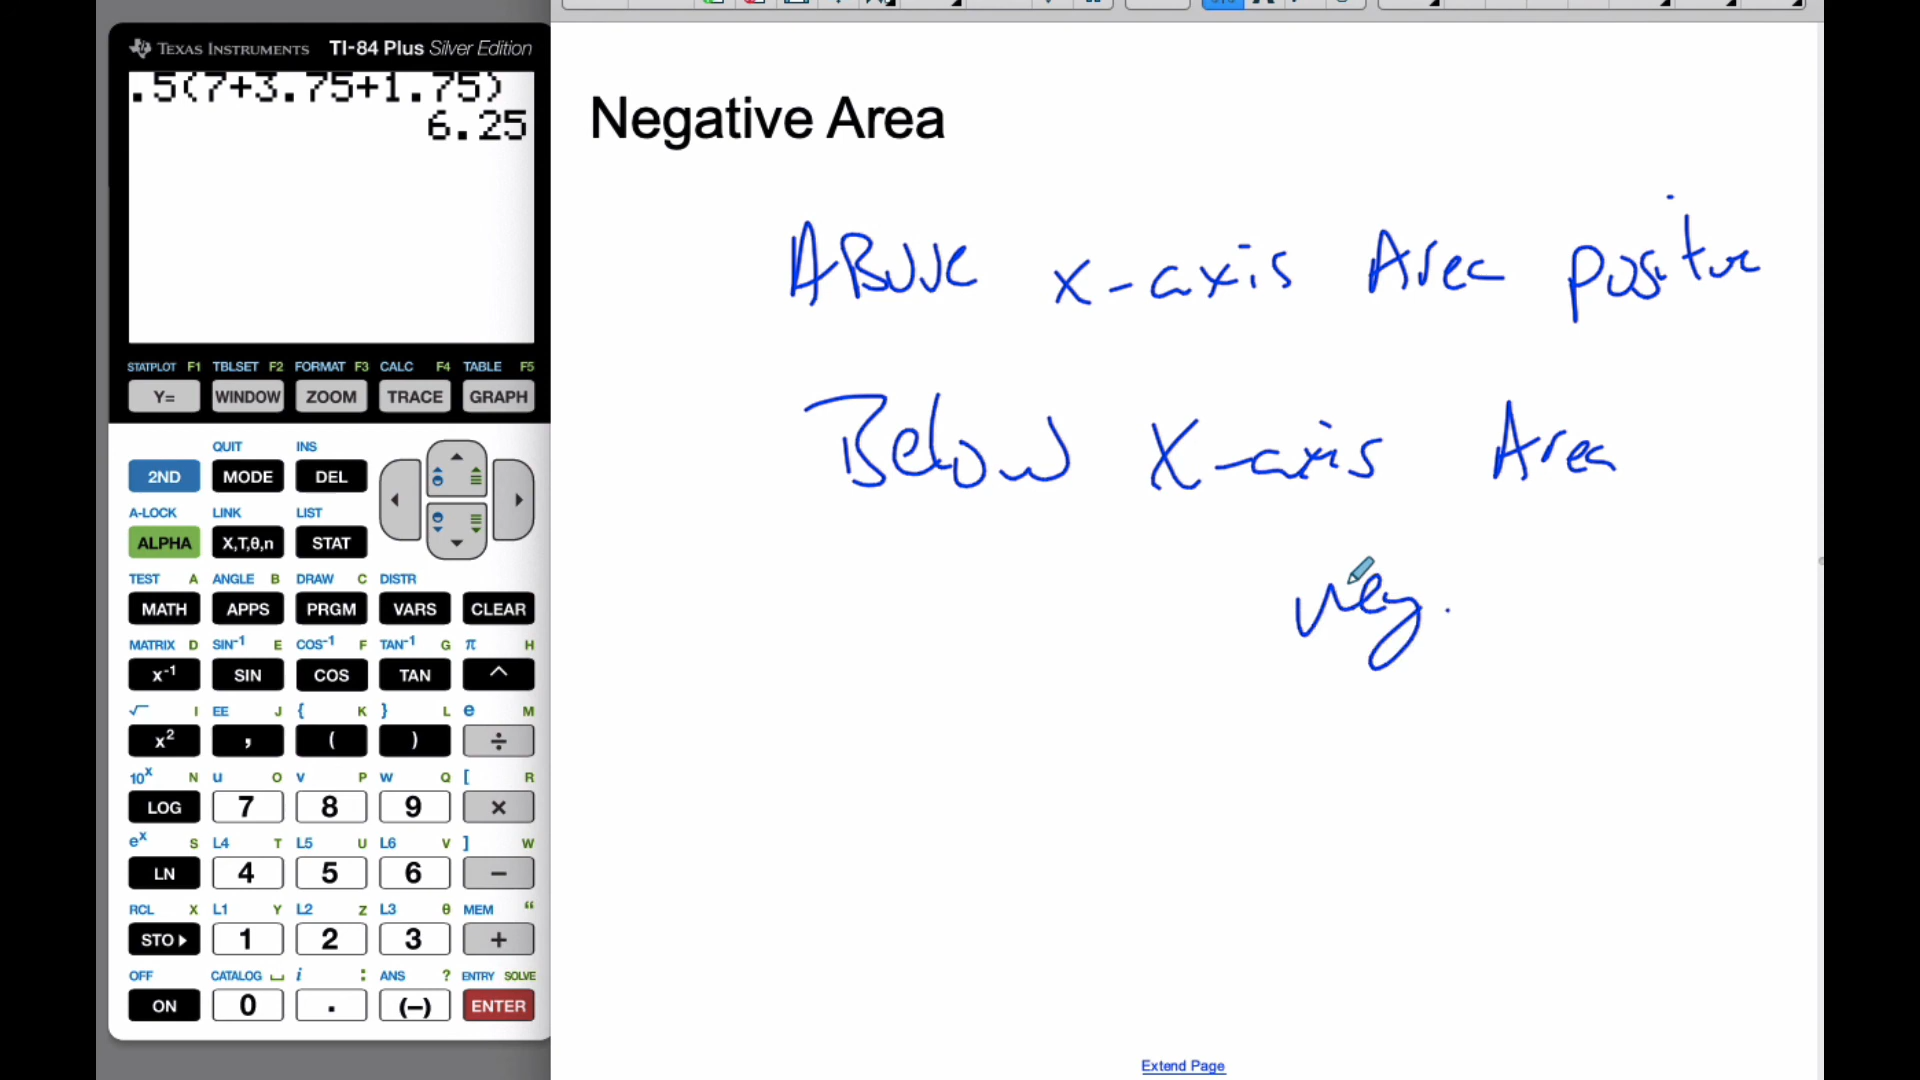 TEXAS INSTRUMENTS TI-84 Plus Silver Edition
.5(7+3.75+1.75)
6.25
STATPLOT F1 TBLSET F2 FORMAT F3 CALC F4 TABLE F5
Y= WINDOW ZOOM TRACE GRAPH
QUIT INS
2ND MODE DEL
A-LOCK LINK LIST
ALPHA X,T,θ,n STAT
TEST A ANGLE B DRAW C DISTR
MATH APPS PRGM VARS CLEAR
MATRIX D SIN⁻¹ E COS⁻¹ F TAN⁻¹ G π H
x⁻¹ SIN COS TAN ^
√ I EE J { K } L e M
x² , ( ) ÷
10ˣ N u O v P w Q [ R
LOG 7 8 9 ×
eˣ S L4 T L5 U L6 V ] W
LN 4 5 6 −
RCL X L1 Y L2 Z L3 θ MEM “
STO▸ 1 2 3 +
OFF CATALOG ⎵ i : ANS ? ENTRY SOLVE
ON 0 . (−) ENTER
Negative Area
ABove x-axis Area positive
Below X-axis Area
neg.
Extend Page